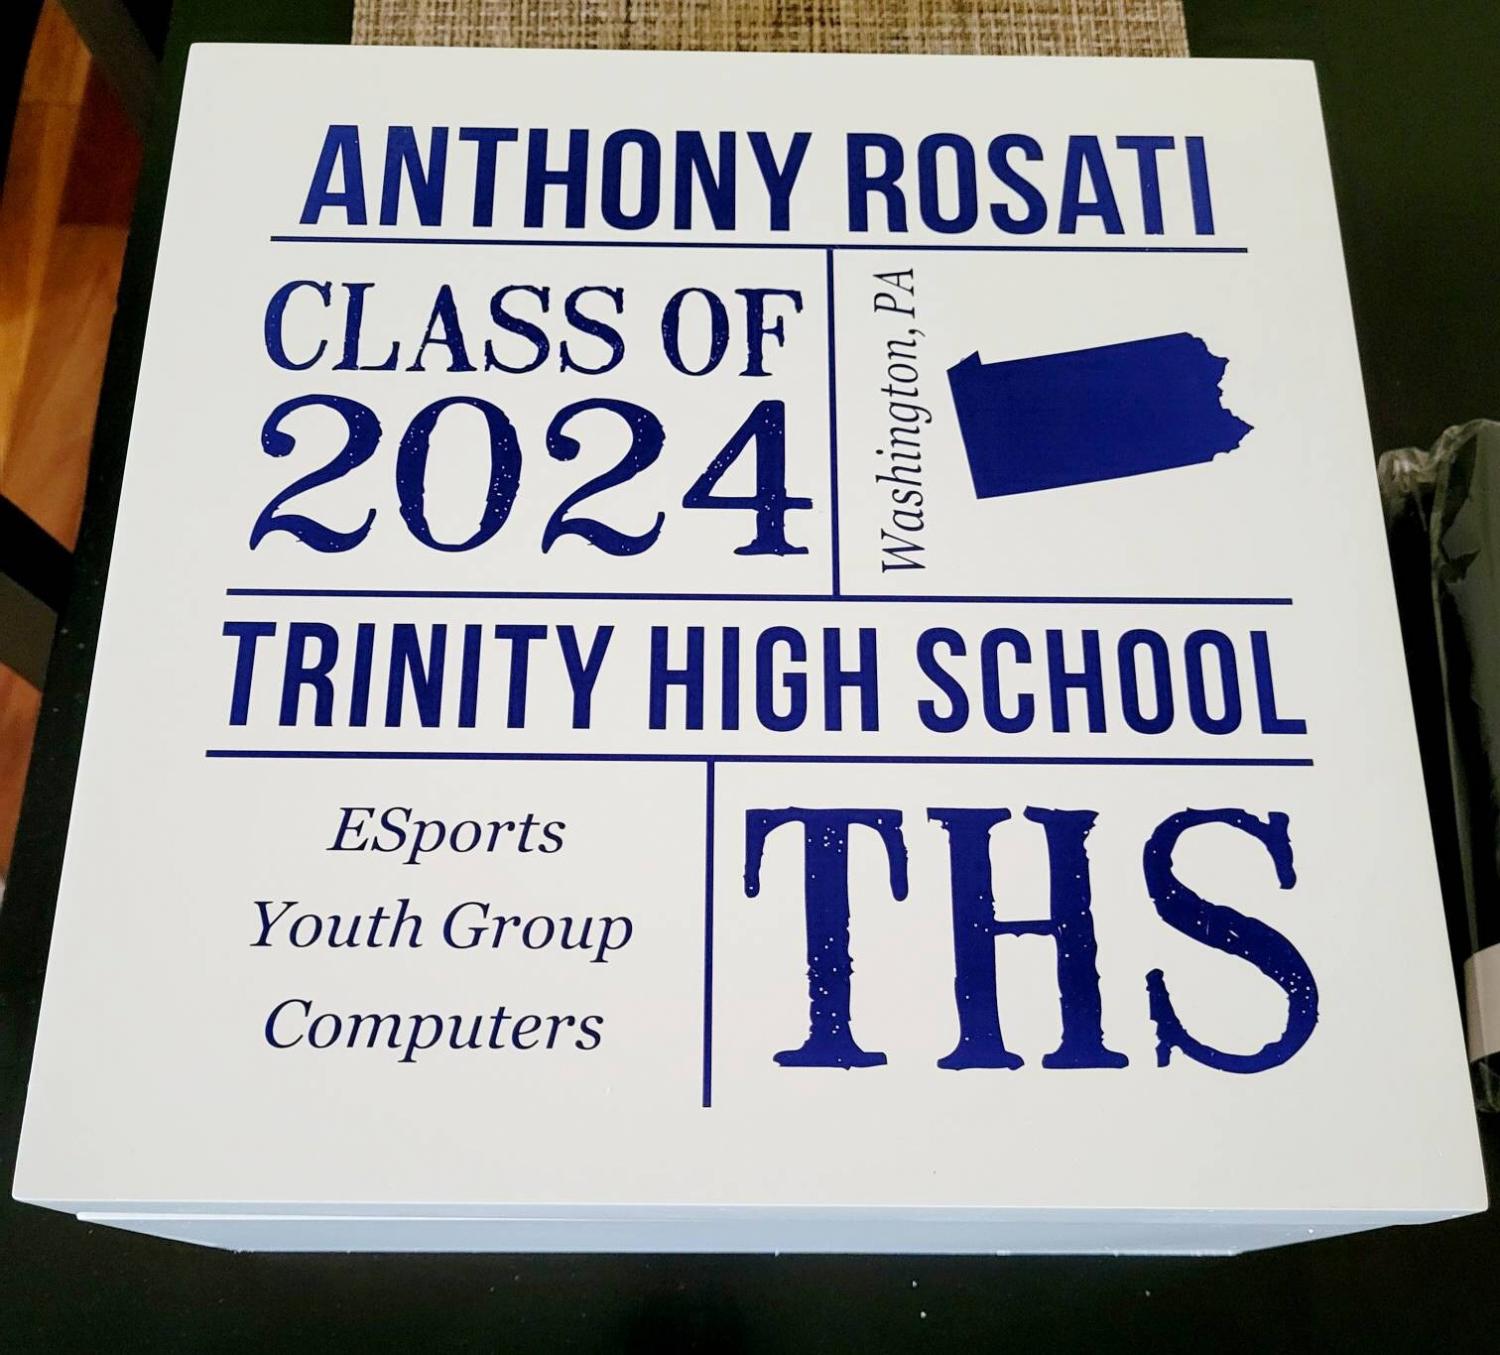 ANTHONY ROSATI
CLASS OF
2024
Washington, PA
TRINITY HIGH SCHOOL
ESports
Youth Group
Computers
THS